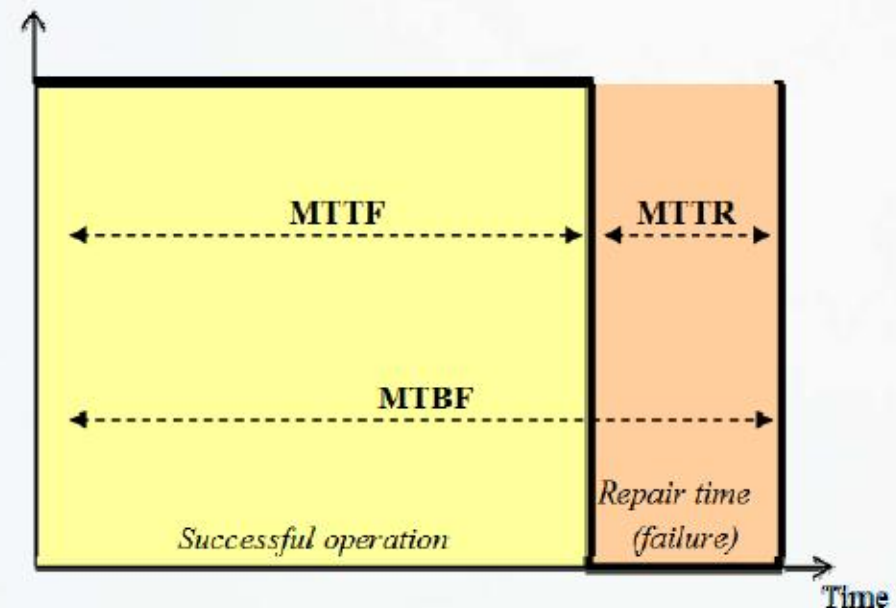 MTTF
MTTR
MTBF
Repair time
(failure)
Successful operation
Time